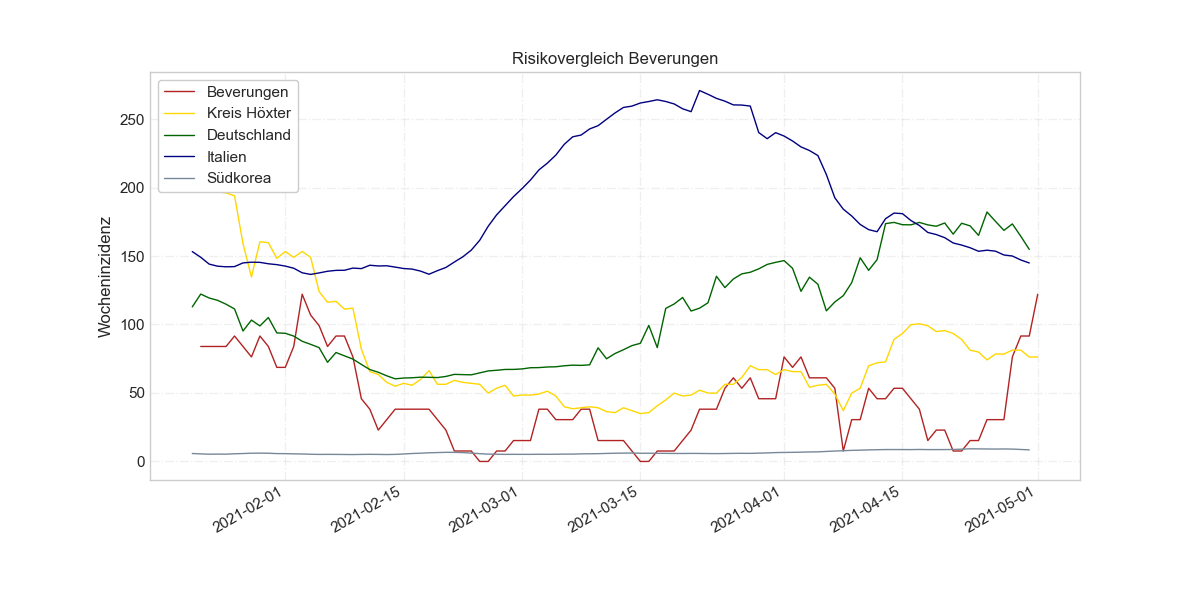 Risikovergleich Beverungen
Beverungen
Kreis Höxter
Deutschland
Italien
Südkorea
Wocheninzidenz
250
200
150
100
50
0
2021-02-01
2021-02-15
2021-03-01
2021-03-15
2021-04-01
2021-04-15
2021-05-01